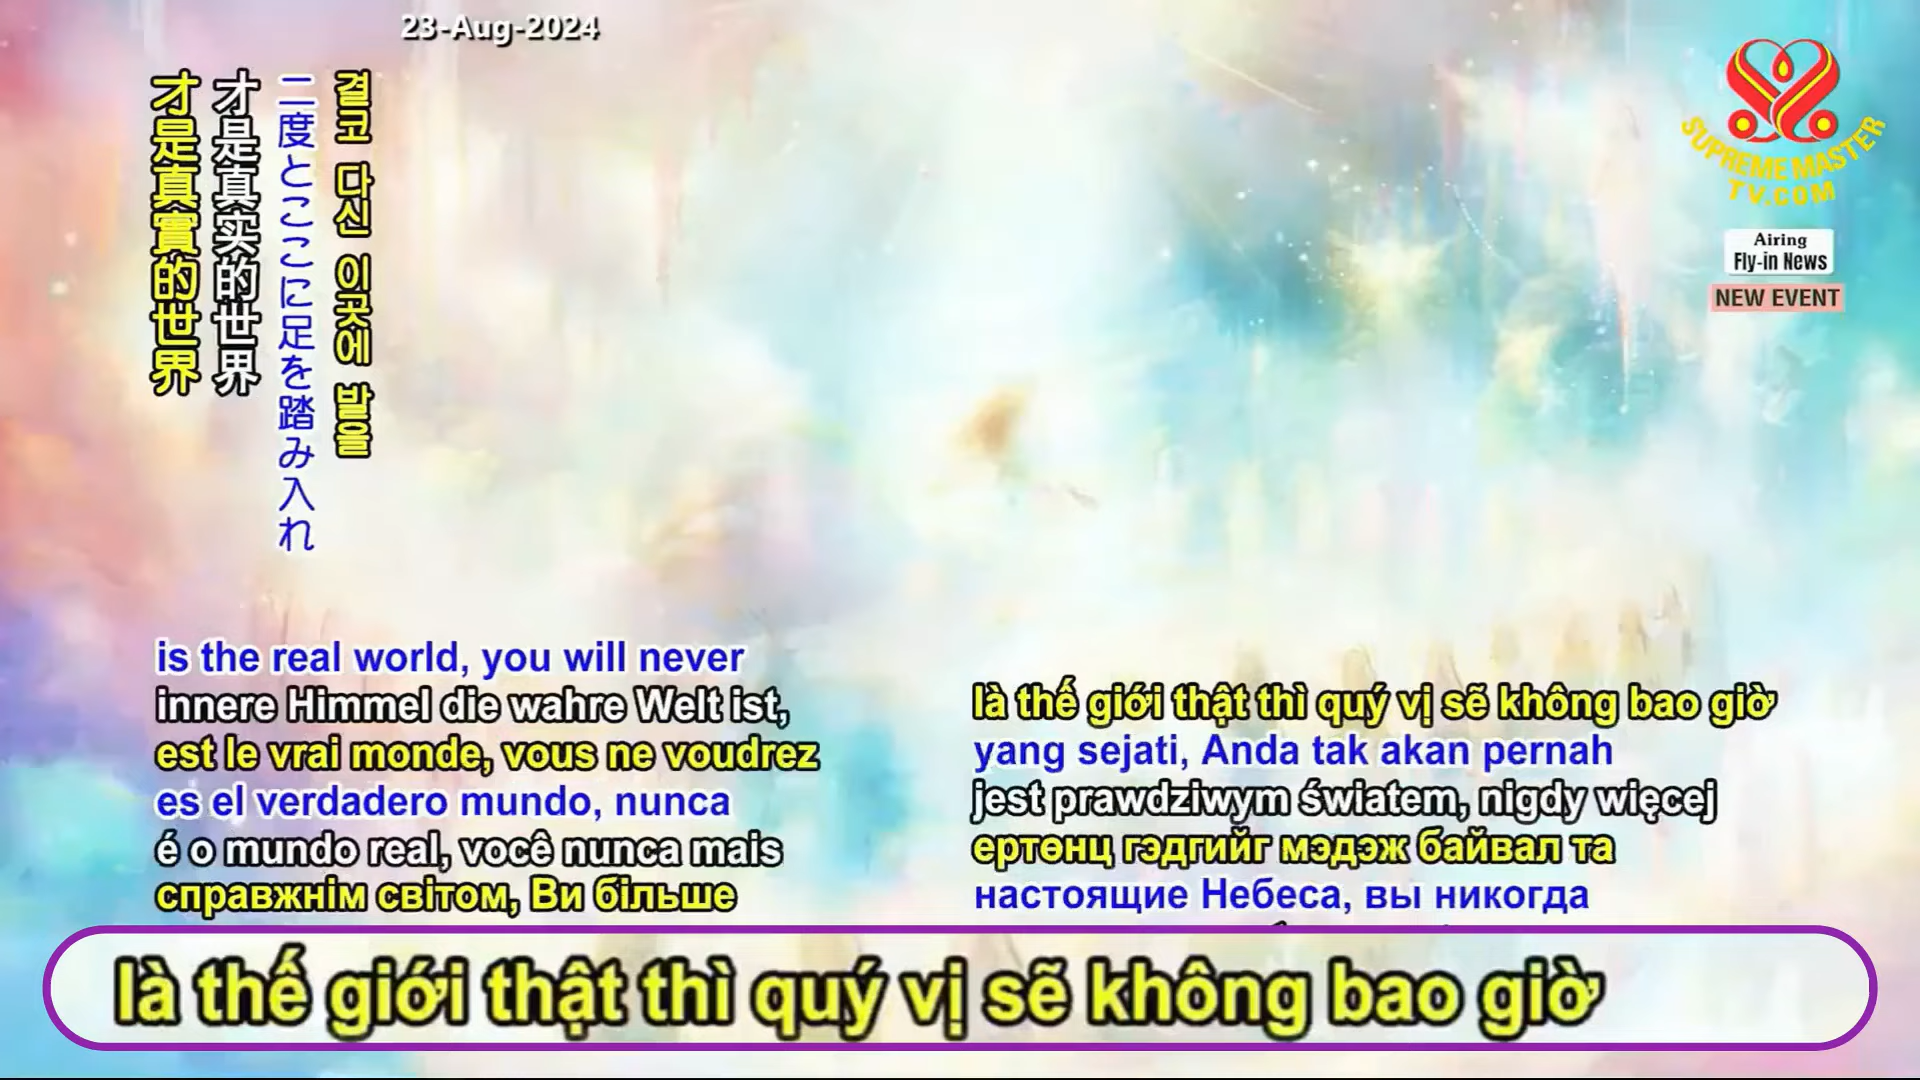 23-Aug-2024
才是真實的世界
才是真实的世界
二度とここに足を踏み入れ
결코 다신 이곳에 발을
SUPREME MASTER
TV.COM
Airing
Fly-in News
NEW EVENT
is the real world, you will never
innere Himmel die wahre Welt ist,
est le vrai monde, vous ne voudrez
es el verdadero mundo, nunca
é o mundo real, você nunca mais
справжнім світом, Ви більше
là thế giới thật thì quý vị sẽ không bao giờ
yang sejati, Anda tak akan pernah
jest prawdziwym światem, nigdy więcej
ертөнц гэдгийг мэдэж байвал та
настоящие Небеса, вы никогда
là thế giới thật thì quý vị sẽ không bao giờ